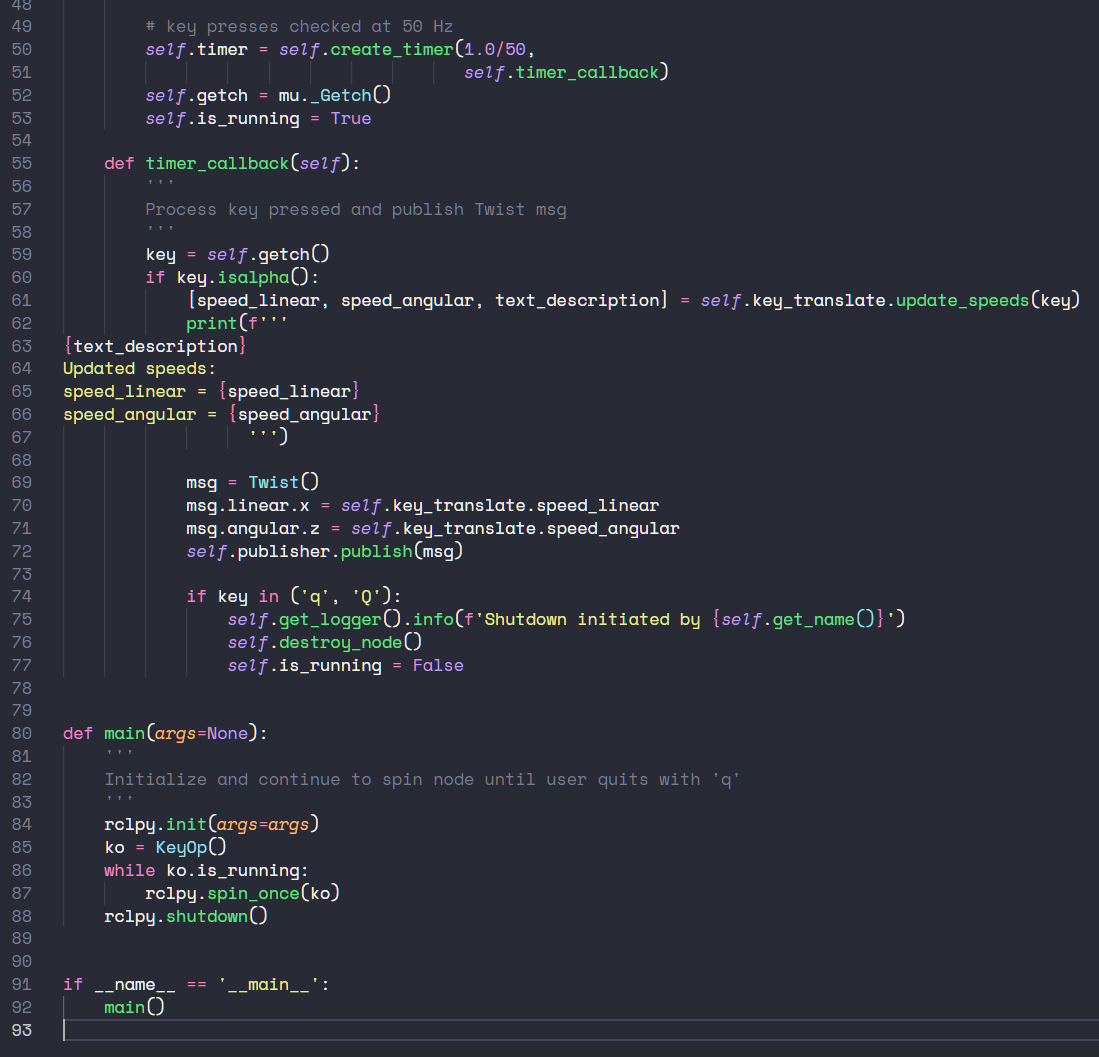 48
49 # key presses checked at 50 Hz
50 self.timer = self.create_timer(1.0/50,
51 self.timer_callback)
52 self.getch = mu._Getch()
53 self.is_running = True
54
55 def timer_callback(self):
56 '''
57 Process key pressed and publish Twist msg
58 '''
59 key = self.getch()
60 if key.isalpha():
61 [speed_linear, speed_angular, text_description] = self.key_translate.update_speeds(key)
62 print(f'''
63 {text_description}
64 Updated speeds:
65 speed_linear = {speed_linear}
66 speed_angular = {speed_angular}
67 ''')
68
69 msg = Twist()
70 msg.linear.x = self.key_translate.speed_linear
71 msg.angular.z = self.key_translate.speed_angular
72 self.publisher.publish(msg)
73
74 if key in ('q', 'Q'):
75 self.get_logger().info(f'Shutdown initiated by {self.get_name()}')
76 self.destroy_node()
77 self.is_running = False
78
79
80 def main(args=None):
81 '''
82 Initialize and continue to spin node until user quits with 'q'
83 '''
84 rclpy.init(args=args)
85 ko = KeyOp()
86 while ko.is_running:
87 rclpy.spin_once(ko)
88 rclpy.shutdown()
89
90
91 if __name__ == '__main__':
92 main()
93